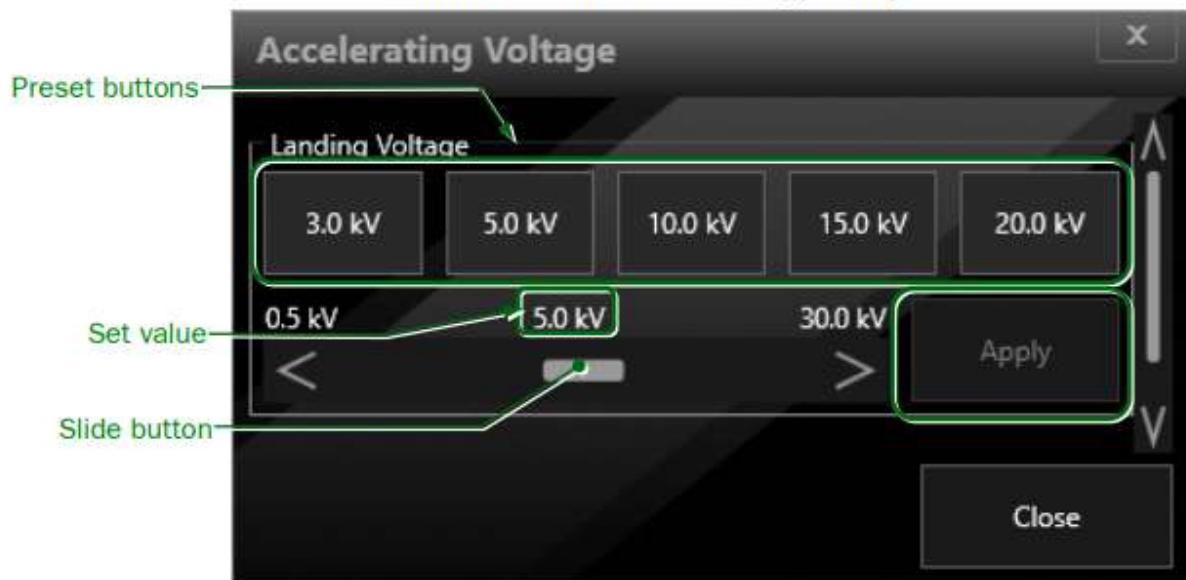 Accelerating Voltage
X
Preset buttons
Landing Voltage
3.0 kV 5.0 kV 10.0 kV 15.0 kV 20.0 kV
0.5 kV 5.0 kV 30.0 kV
Set value
Apply
Slide button
Close